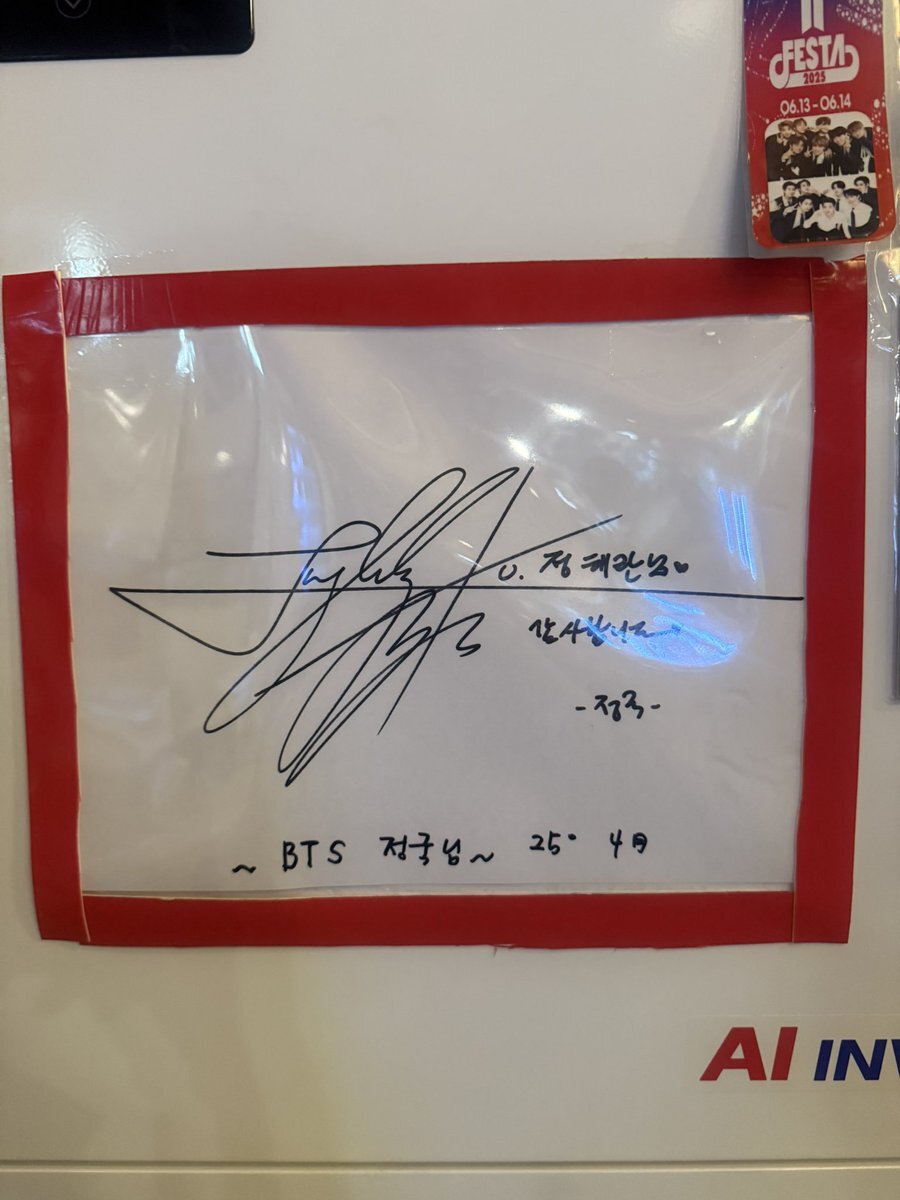 FESTA
2025
06.13 - 06.14
U. 정해관님♥
감사합니다
-정국-
~ BTS 정국님~ 25• 4月
AI INV